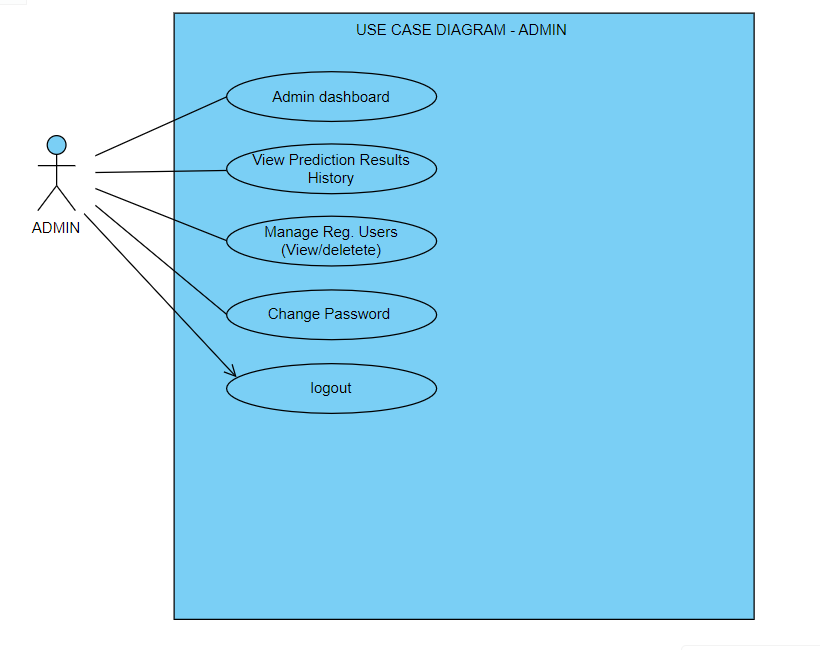 USE CASE DIAGRAM - ADMIN
Admin dashboard
View Prediction Results
History
ADMIN
Manage Reg. Users
(View/deletete)
Change Password
logout